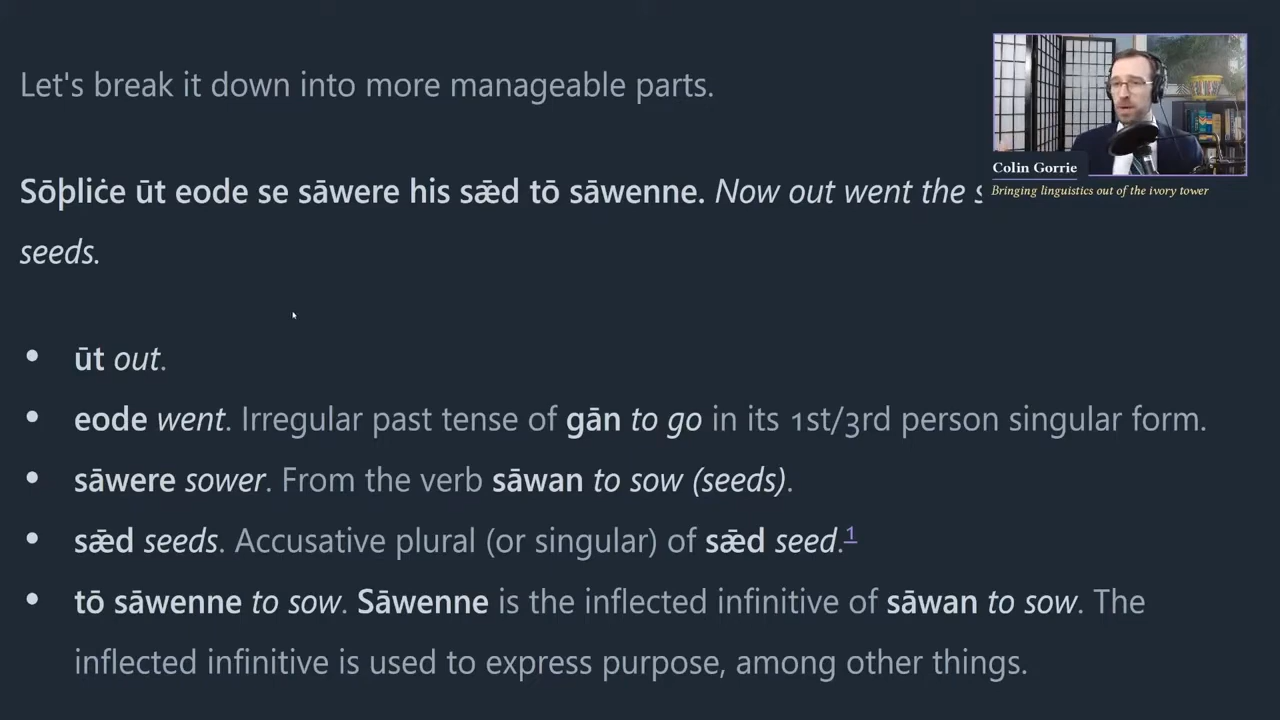 Let's break it down into more manageable parts.
Colin Gorrie
Bringing linguistics out of the ivory tower
Sōþliċe ūt eode se sāwere his sǣd tō sāwenne. Now out went the
seeds.
• ūt out.
• eode went. Irregular past tense of gān to go in its 1st/3rd person singular form.
• sāwere sower. From the verb sāwan to sow (seeds).
• sǣd seeds. Accusative plural (or singular) of sǣd seed.1
• tō sāwenne to sow. Sāwenne is the inflected infinitive of sāwan to sow. The
inflected infinitive is used to express purpose, among other things.